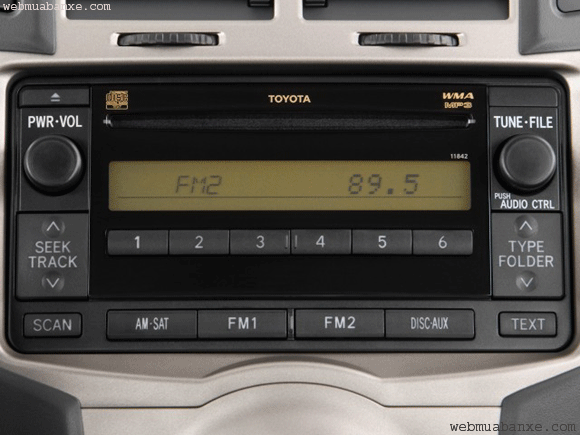 webmuabanxe.com
TOYOTA
WMA
MP3
PWR·VOL
TUNE·FILE
11842
FM2 89.5
PUSH
AUDIO CTRL
1 2 3 4 5 6
SEEK
TRACK
TYPE
FOLDER
SCAN
AM·SAT
FM1
FM2
DISC·AUX
TEXT
webmuabanxe.com